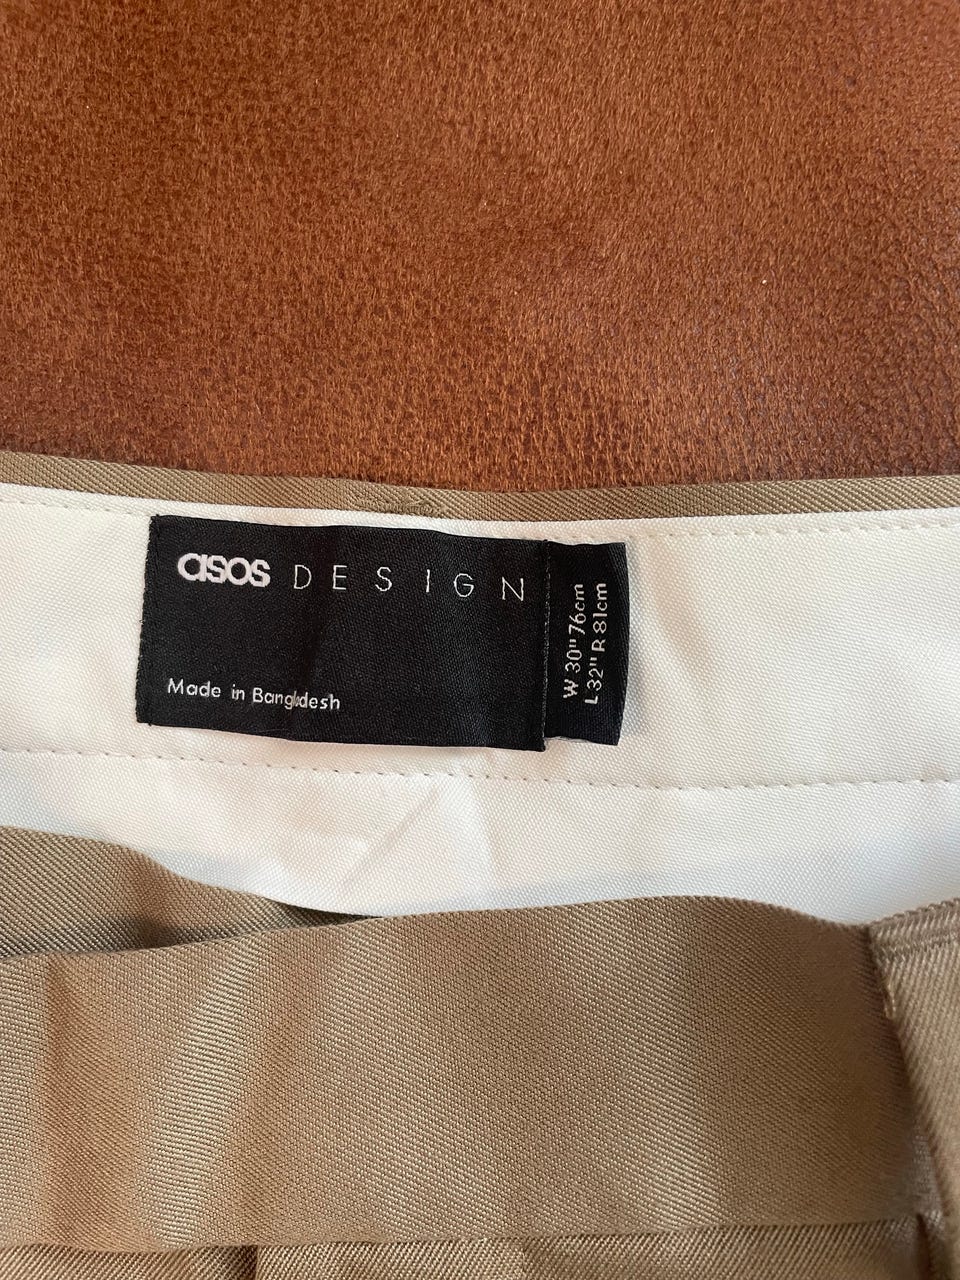 asos DESIGN
Made in Bangladesh
W 30" 76cm
L 32" R 81cm